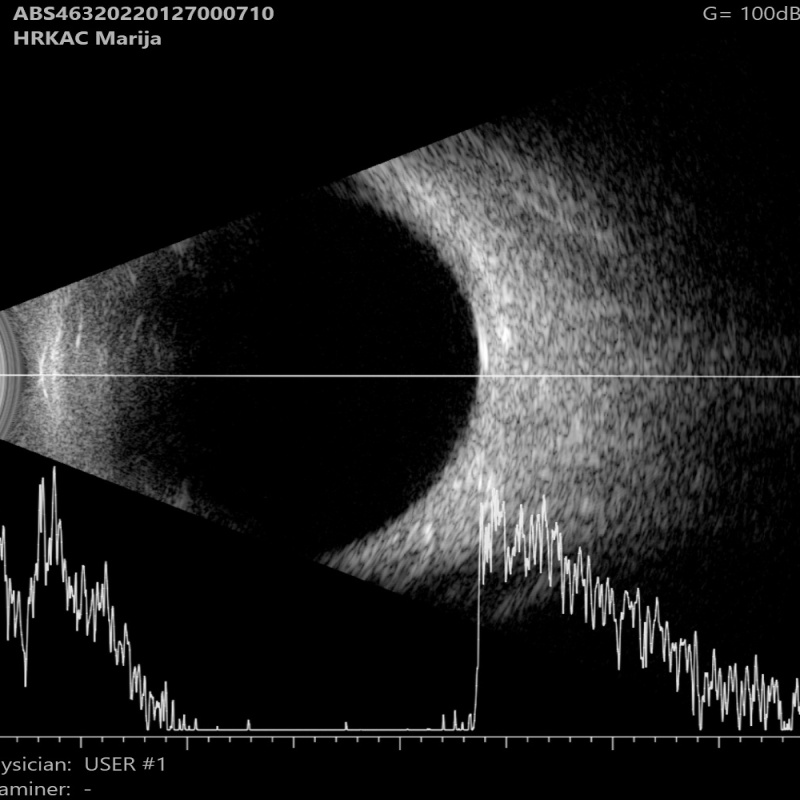 ABS46320220127000710
HRKAC Marija
G= 100dB
ysician: USER #1
aminer: -